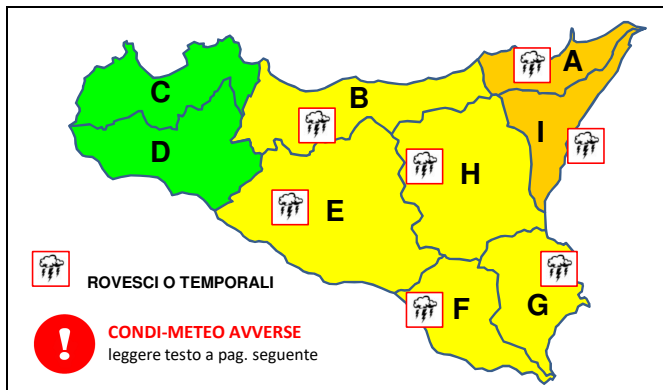 A
C
B
I
D
H
E
ROVESCI O TEMPORALI
F
G
!
CONDI-METEO AVVERSE
leggere testo a pag. seguente